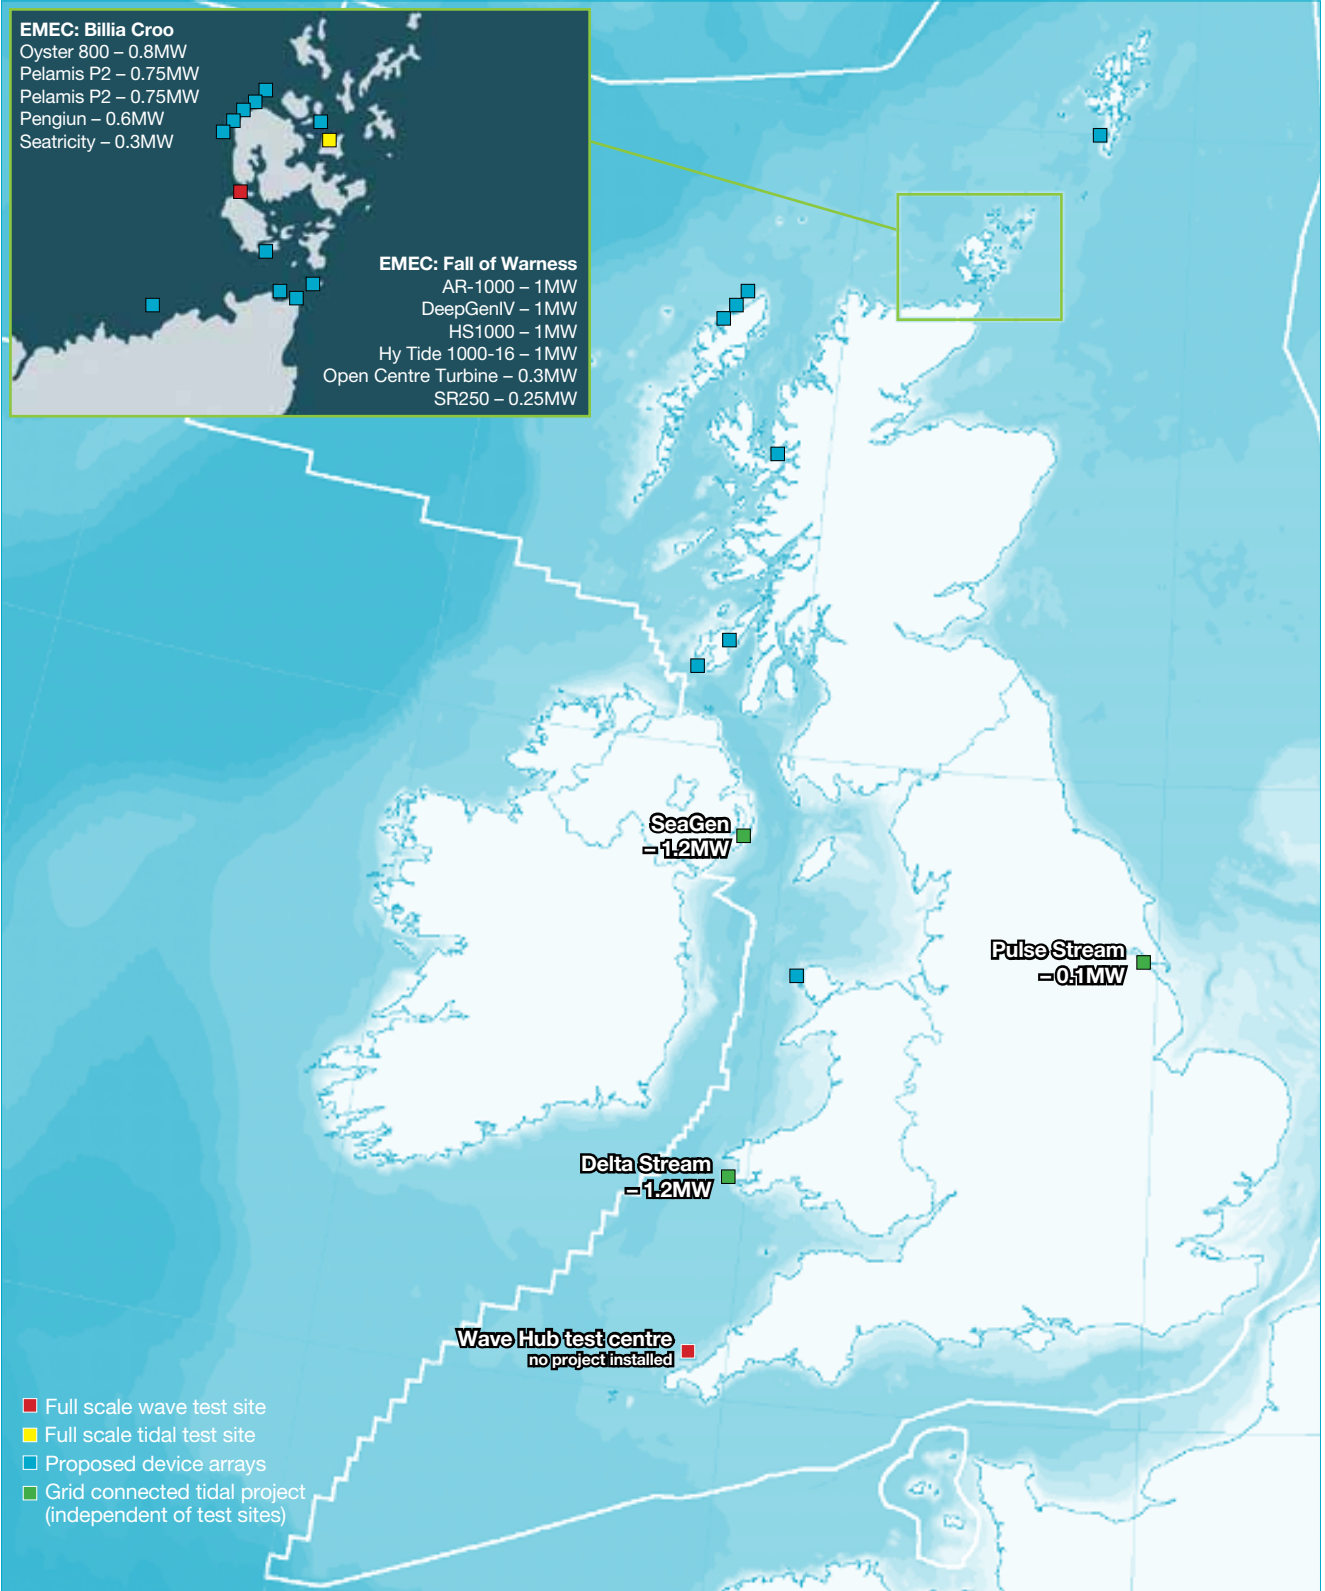 EMEC: Billia Croo
Oyster 800 – 0.8MW
Pelamis P2 – 0.75MW
Pelamis P2 – 0.75MW
Pengiun – 0.6MW
Seatricity – 0.3MW
EMEC: Fall of Warness
AR-1000 – 1MW
DeepGenIV – 1MW
HS1000 – 1MW
Hy Tide 1000-16 – 1MW
Open Centre Turbine – 0.3MW
SR250 – 0.25MW
SeaGen
– 1.2MW
Pulse Stream
– 0.1MW
Delta Stream
– 1.2MW
Wave Hub test centre
no project installed
Full scale wave test site
Full scale tidal test site
Proposed device arrays
Grid connected tidal project
(independent of test sites)